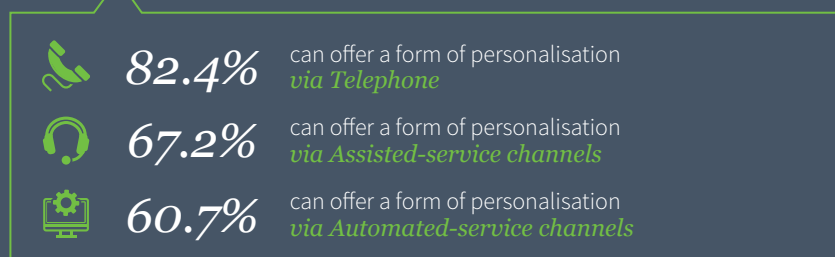 82.4%
can offer a form of personalisation
via Telephone
67.2%
can offer a form of personalisation
via Assisted-service channels
60.7%
can offer a form of personalisation
via Automated-service channels